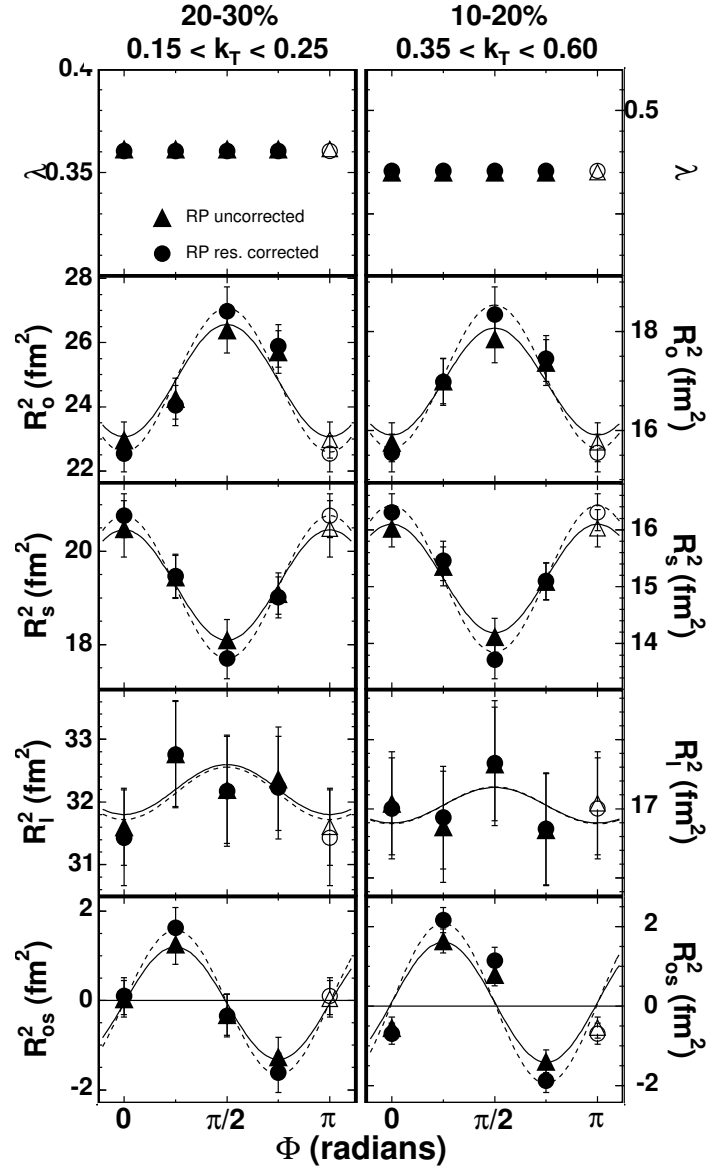 20-30% 10-20%
0.15 < k_T < 0.25 0.35 < k_T < 0.60
0.4
0.5
λ 0.35 λ
RP uncorrected
RP res. corrected
28
26
24
22
R_o^2 (fm^2)
18
16
R_o^2 (fm^2)
20
18
R_s^2 (fm^2)
16
15
14
R_s^2 (fm^2)
33
32
31
R_l^2 (fm^2)
17
R_l^2 (fm^2)
2
0
-2
R_os^2 (fm^2)
2
0
-2
R_os^2 (fm^2)
0 π/2 π 0 π/2 π
Φ (radians)